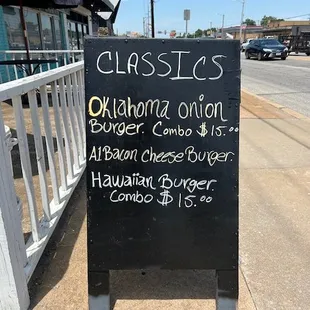 CLASSICS
Oklahoma onion
Burger. Combo $15.00
A1 Bacon Cheese Burger.
Hawaiian Burger.
Combo $15.00